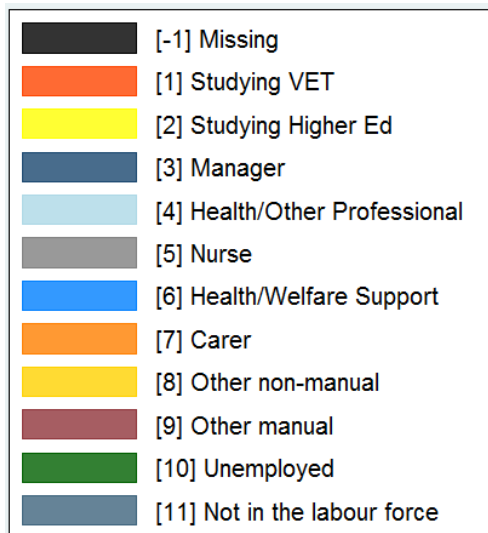 [-1] Missing
[1] Studying VET
[2] Studying Higher Ed
[3] Manager
[4] Health/Other Professional
[5] Nurse
[6] Health/Welfare Support
[7] Carer
[8] Other non-manual
[9] Other manual
[10] Unemployed
[11] Not in the labour force